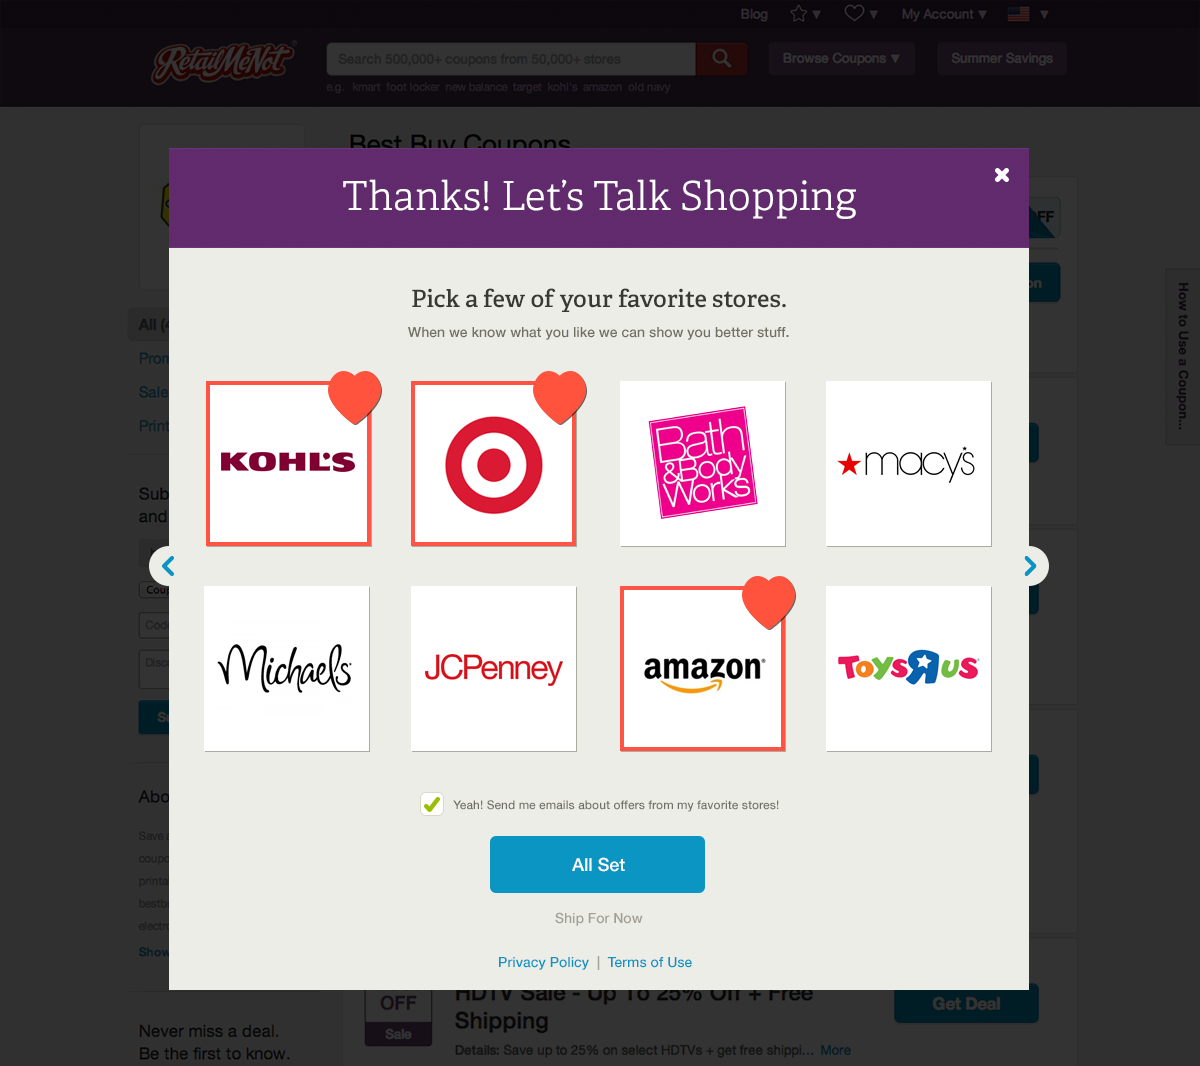 Blog
My Account
RetailMeNot
Search 500,000+ coupons from 50,000+ stores
Browse Coupons
Summer Savings
e.g. kmart foot locker new balance target kohl's amazon old navy
Best Buy Coupons
Thanks! Let's Talk Shopping
FF
on
How to Use a Coupon...
Pick a few of your favorite stores.
When we know what you like we can show you better stuff.
All (4
Prom
Sale
Print
KOHL'S
Bath
& Body
Works
macy's
Sub
and
Coup
Code
Disco
Michaels
JCPenney
amazon
ToysRus
Yeah! Send me emails about offers from my favorite stores!
All Set
Ship For Now
Privacy Policy | Terms of Use
Abo
Save a
coupo
printa
bestb
electro
Show
OFF
Sale
HDTV Sale - Up To 25% Off + Free
Shipping
Get Deal
Details: Save up to 25% on select HDTVs + get free shippi... More
Never miss a deal.
Be the first to know.